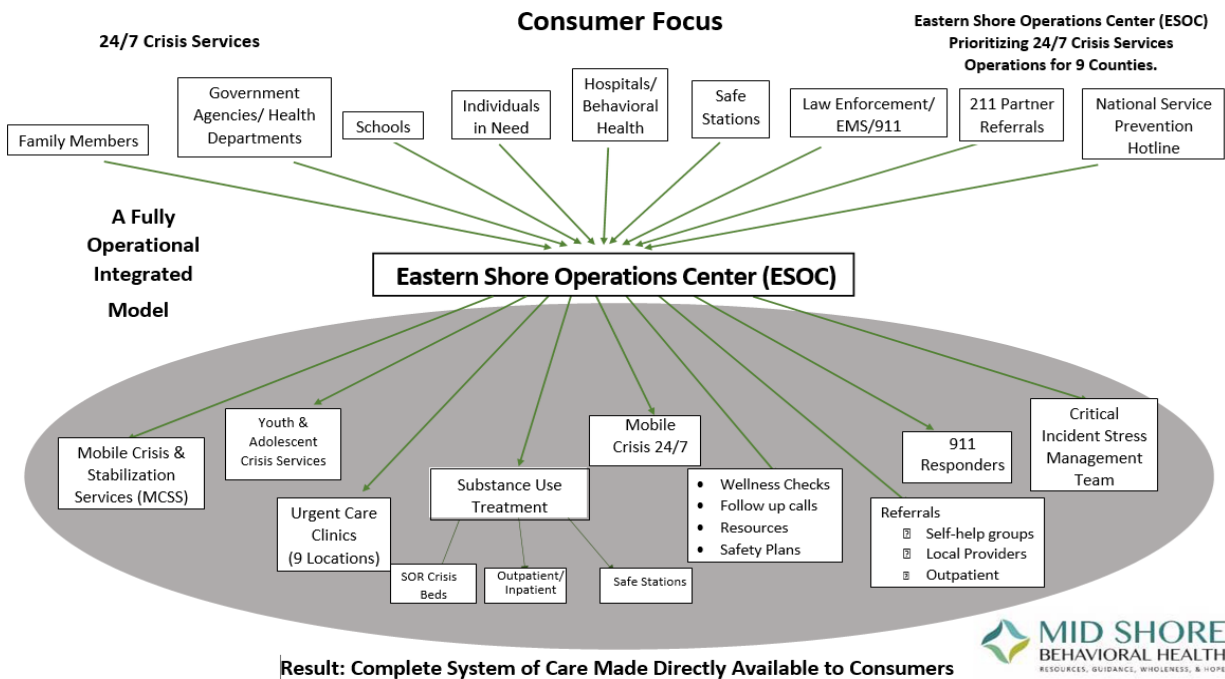 Consumer Focus
24/7 Crisis Services
Eastern Shore Operations Center (ESOC)
Prioritizing 24/7 Crisis Services
Operations for 9 Counties.
Family Members
Government
Agencies/ Health
Departments
Schools
Individuals
in Need
Hospitals/
Behavioral
Health
Safe
Stations
Law Enforcement/
EMS/911
211 Partner
Referrals
National Service
Prevention
Hotline
A Fully
Operational
Integrated
Model
Eastern Shore Operations Center (ESOC)
Mobile Crisis &
Stabilization
Services (MCSS)
Youth &
Adolescent
Crisis Services
Urgent Care
Clinics
(9 Locations)
Substance Use
Treatment
SOR Crisis
Beds
Outpatient/
Inpatient
Safe Stations
Mobile
Crisis 24/7
• Wellness Checks
• Follow up calls
• Resources
• Safety Plans
Referrals
Self-help groups
Local Providers
Outpatient
911
Responders
Critical
Incident Stress
Management
Team
Result: Complete System of Care Made Directly Available to Consumers
MID SHORE
BEHAVIORAL HEALTH
RESOURCES, GUIDANCE, WHOLENESS, & HOPE